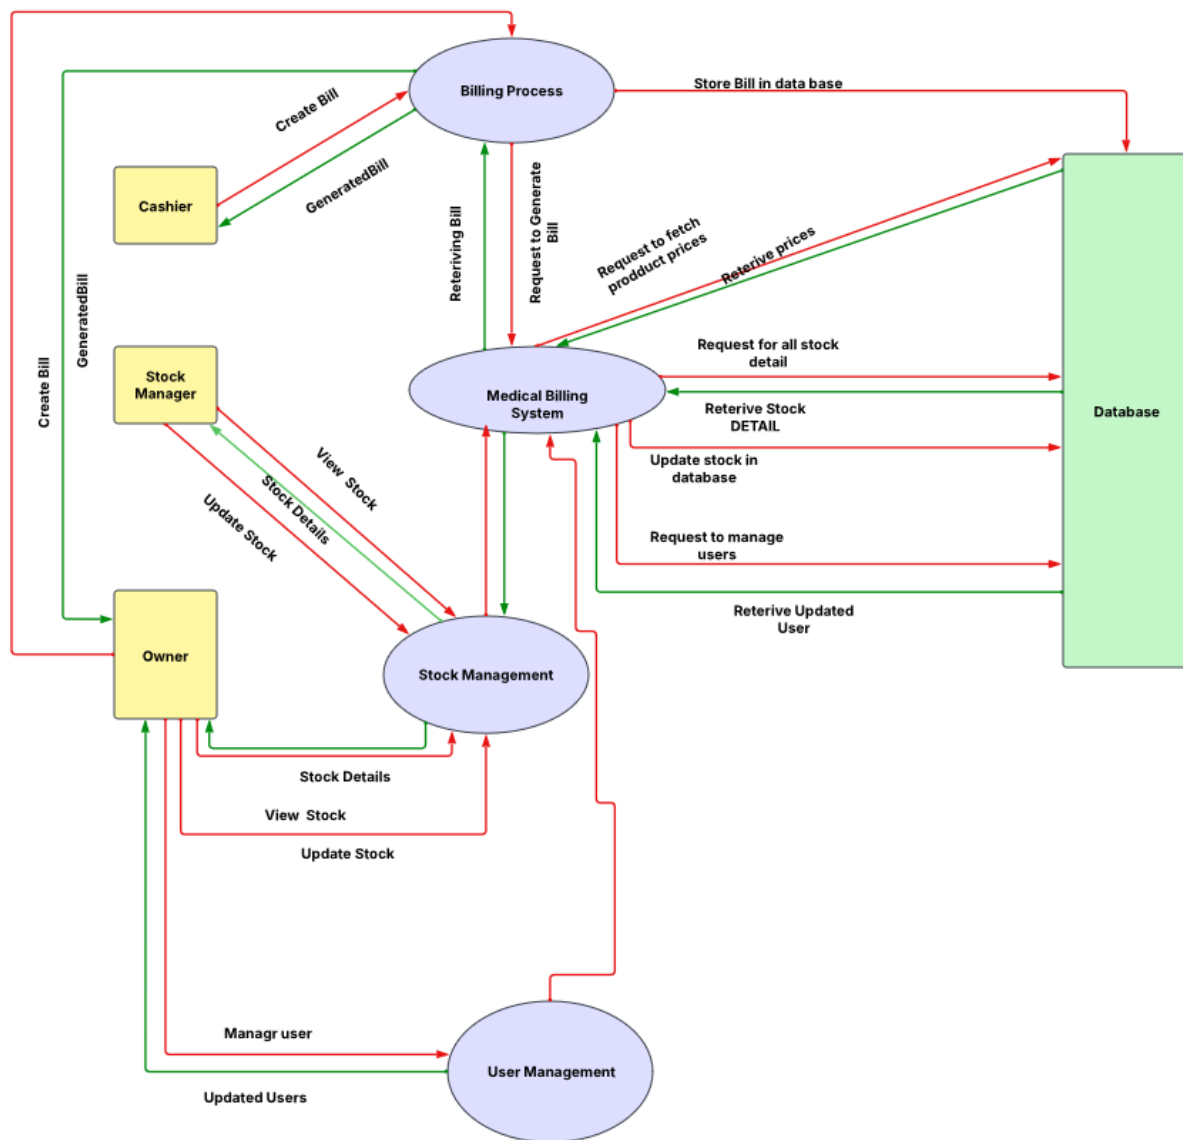 Billing Process
Store Bill in data base
Create Bill
GeneratedBill
Cashier
Reteriving Bill
Request to Generate
Bill
Request to fetch
prodduct prices
Reterive prices
GeneratedBill
Create Bill
Stock
Manager
Medical Billing
System
Request for all stock
detail
Reterive Stock
DETAIL
Database
Update stock in
database
View  Stock
Stock Details
Update Stock
Request to manage
users
Reterive Updated
User
Owner
Stock Management
Stock Details
View  Stock
Update Stock
Managr user
User Management
Updated Users